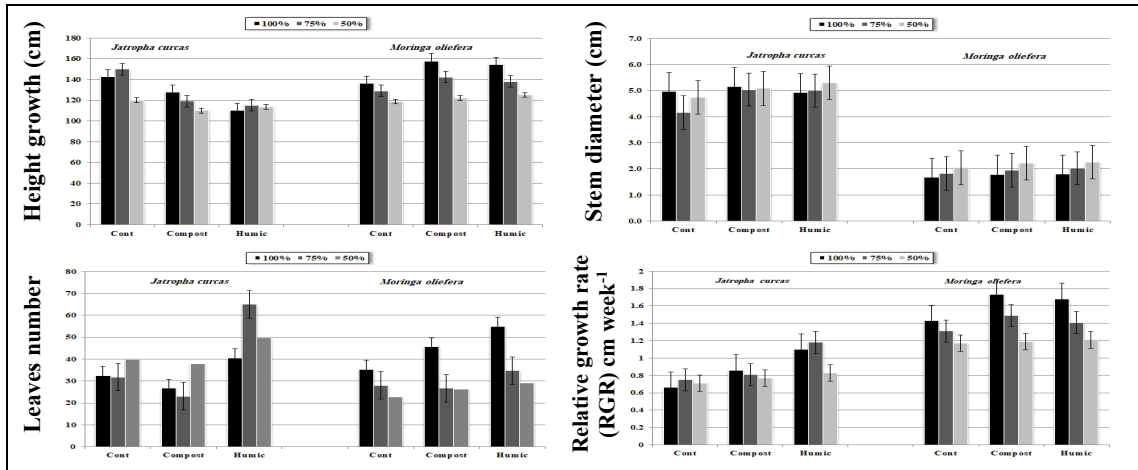 Height growth (cm)
100% 75% 50%
Jatropha curcas
Moringa oliefera
180
160
140
120
100
80
60
40
20
0
Cont Compost Humic Cont Compost Humic
Stem diameter (cm)
100% 75% 50%
Jatropha curcas
Moringa oliefera
7.0
6.0
5.0
4.0
3.0
2.0
1.0
0.0
Cont Compost Humic Cont Compost Humic
Leaves number
100% 75% 50%
Jatropha curcas
Moringa oliefera
80
70
60
50
40
30
20
10
0
Cont Compost Humic Cont Compost Humic
Relative growth rate
(RGR) cm week-1
100% 75% 50%
Jatropha curcas
Moringa oliefera
2
1.8
1.6
1.4
1.2
1
0.8
0.6
0.4
0.2
0
Cont Compost Humic Cont Compost Humic